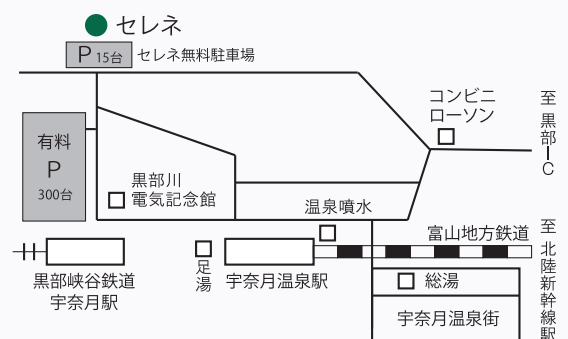 セレネ
P 15台
セレネ無料駐車場
コンビニ
ローソン
至 黒部IC
有料
P
300台
黒部川
電気記念館
温泉噴水
富山地方鉄道
至 北陸新幹線駅
黒部峡谷鉄道
宇奈月駅
足湯
宇奈月温泉駅
総湯
宇奈月温泉街